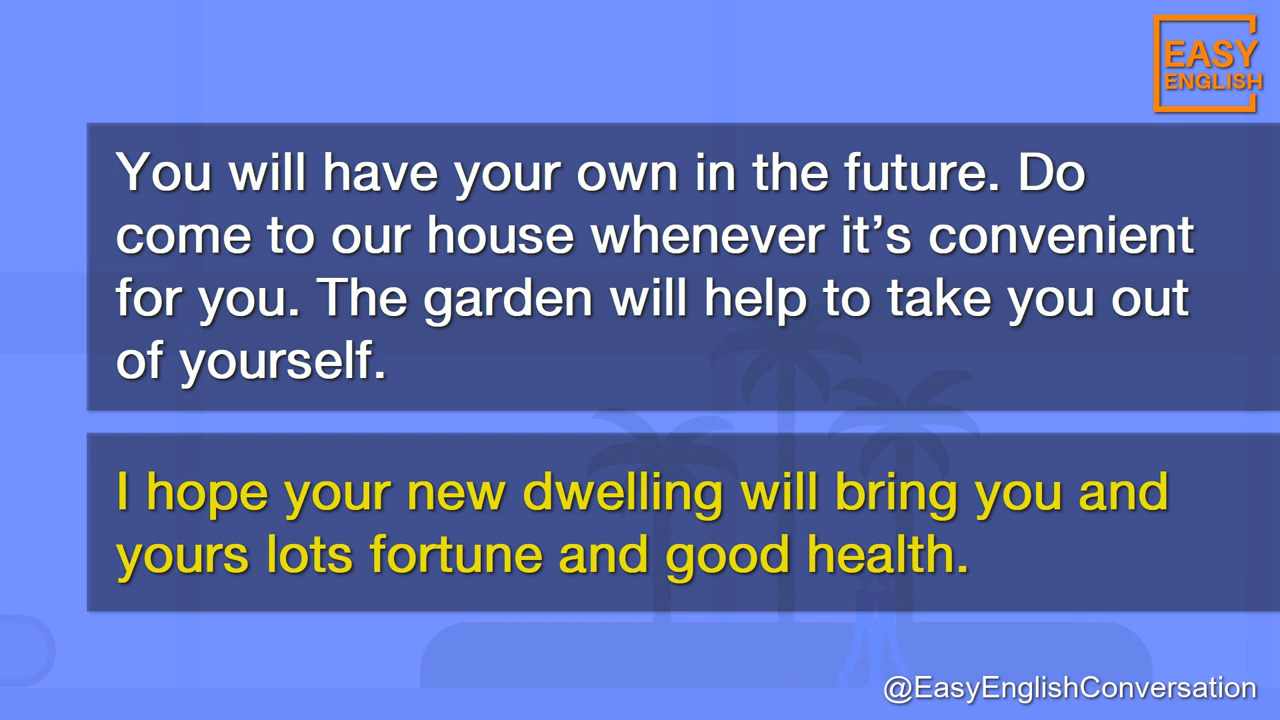 EASY
ENGLISH
You will have your own in the future. Do
come to our house whenever it’s convenient
for you. The garden will help to take you out
of yourself.
I hope your new dwelling will bring you and
yours lots fortune and good health.
@EasyEnglishConversation